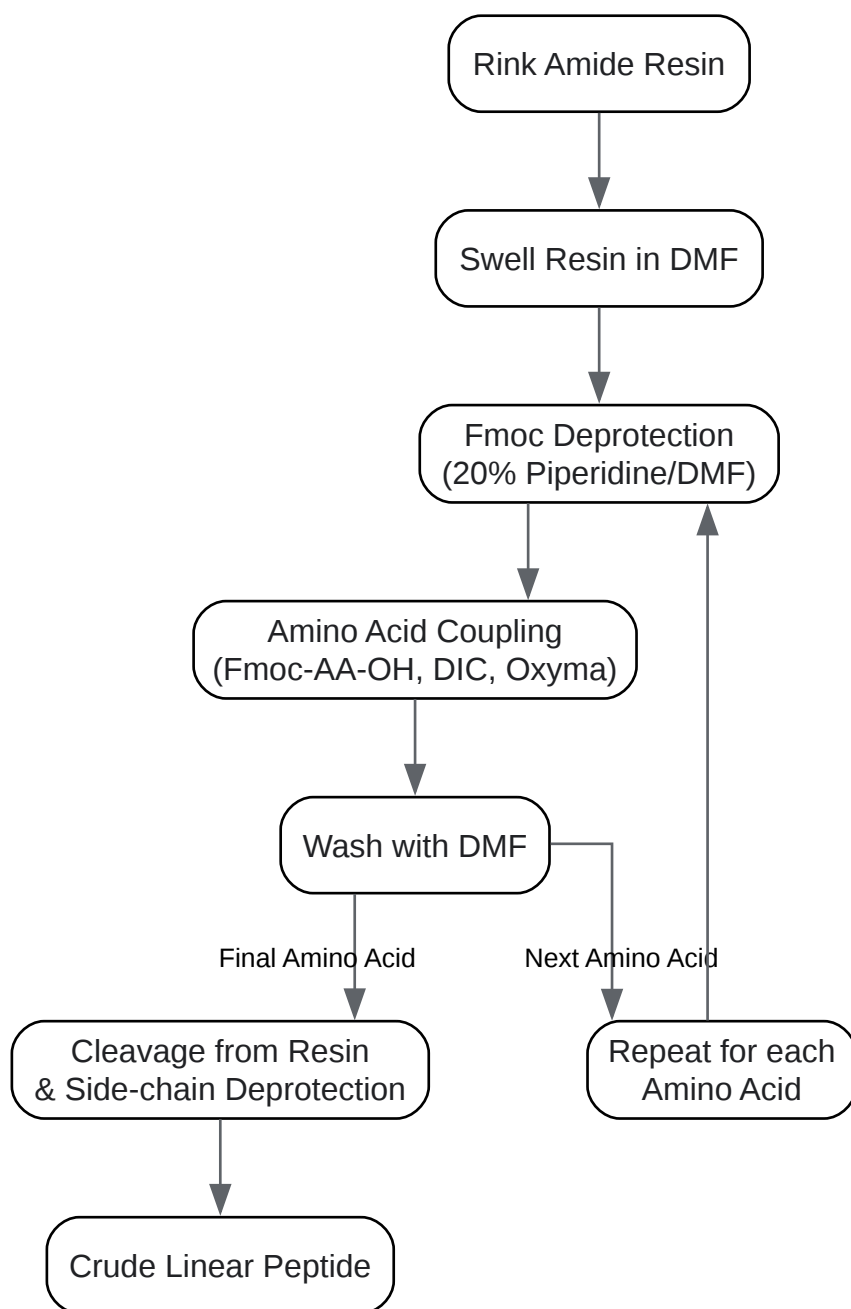 Rink Amide Resin
Swell Resin in DMF
Fmoc Deprotection
(20% Piperidine/DMF)
Amino Acid Coupling
(Fmoc-AA-OH, DIC, Oxyma)
Wash with DMF
Final Amino Acid
Next Amino Acid
Cleavage from Resin
& Side-chain Deprotection
Repeat for each
Amino Acid
Crude Linear Peptide